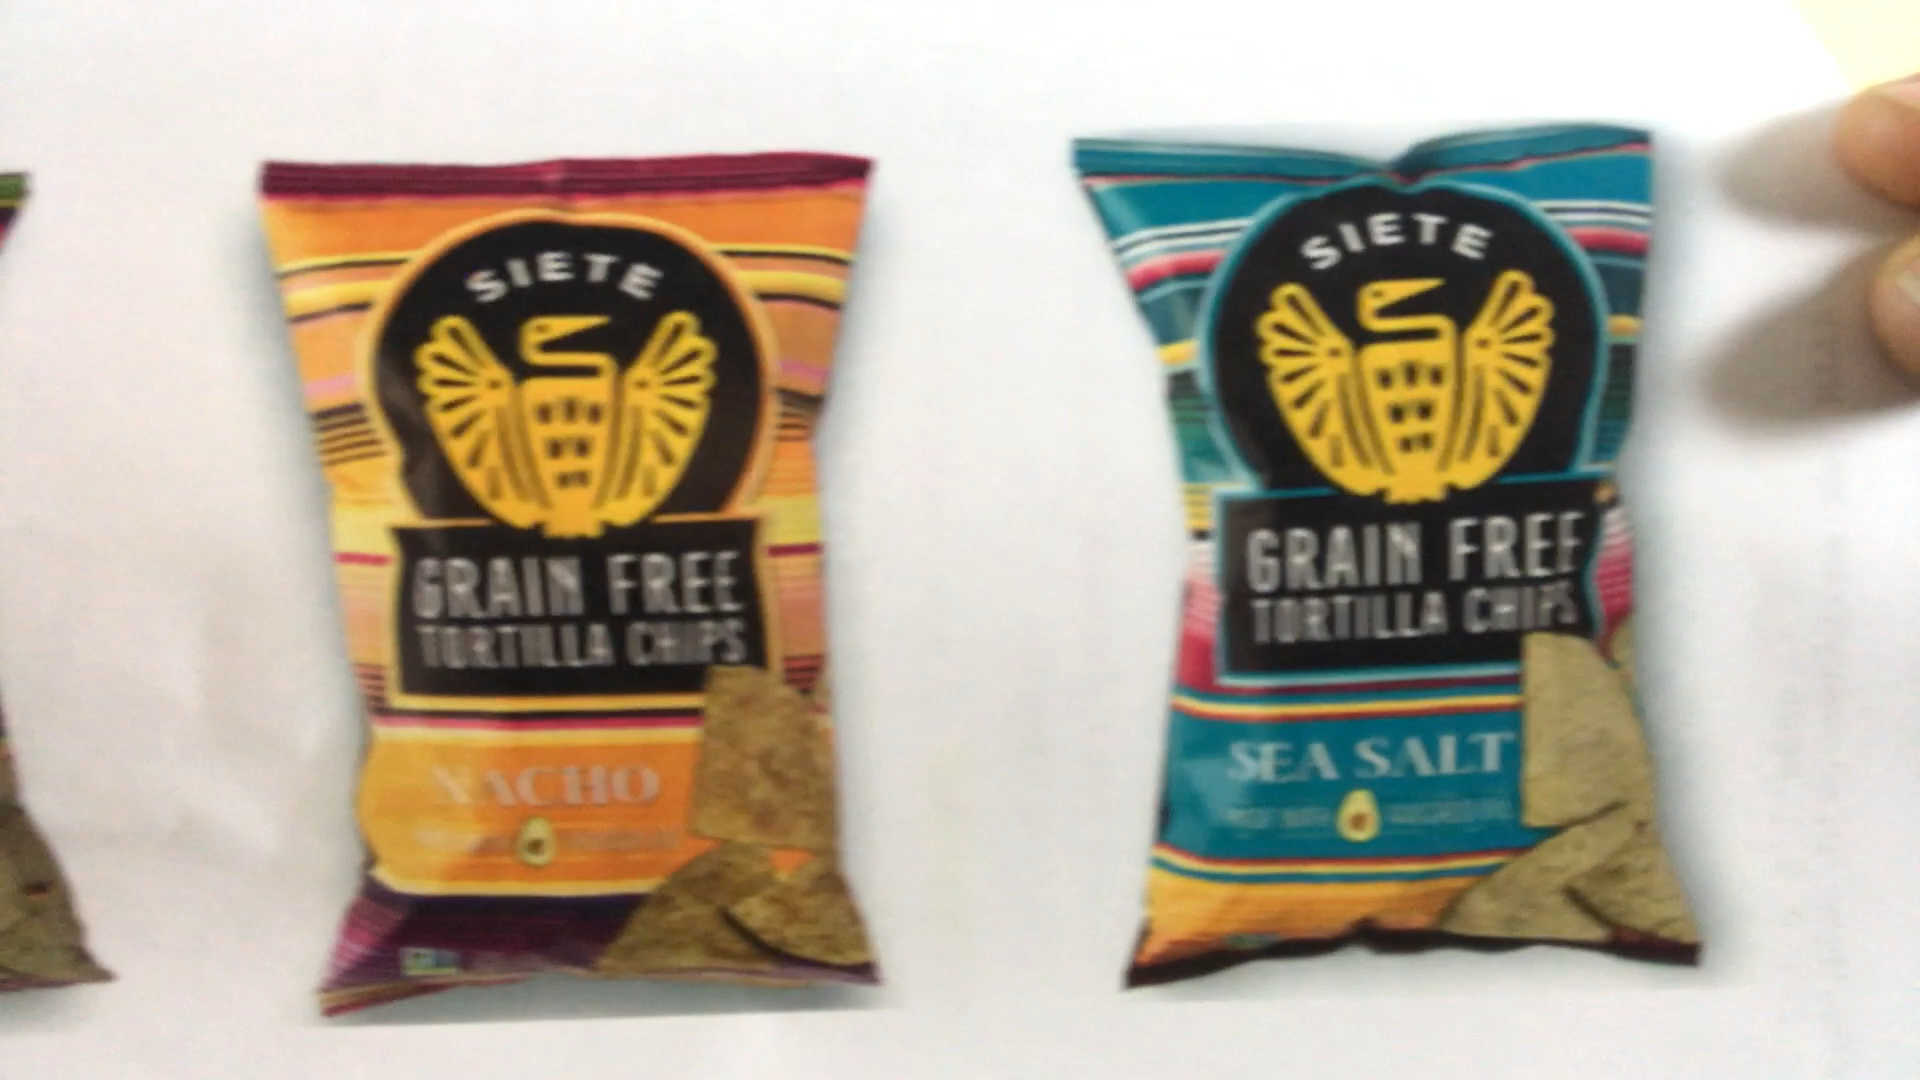 SIETE
GRAIN FREE
TORTILLA CHIPS
NACHO
SIETE
GRAIN FREE
TORTILLA CHIPS
SEA SALT